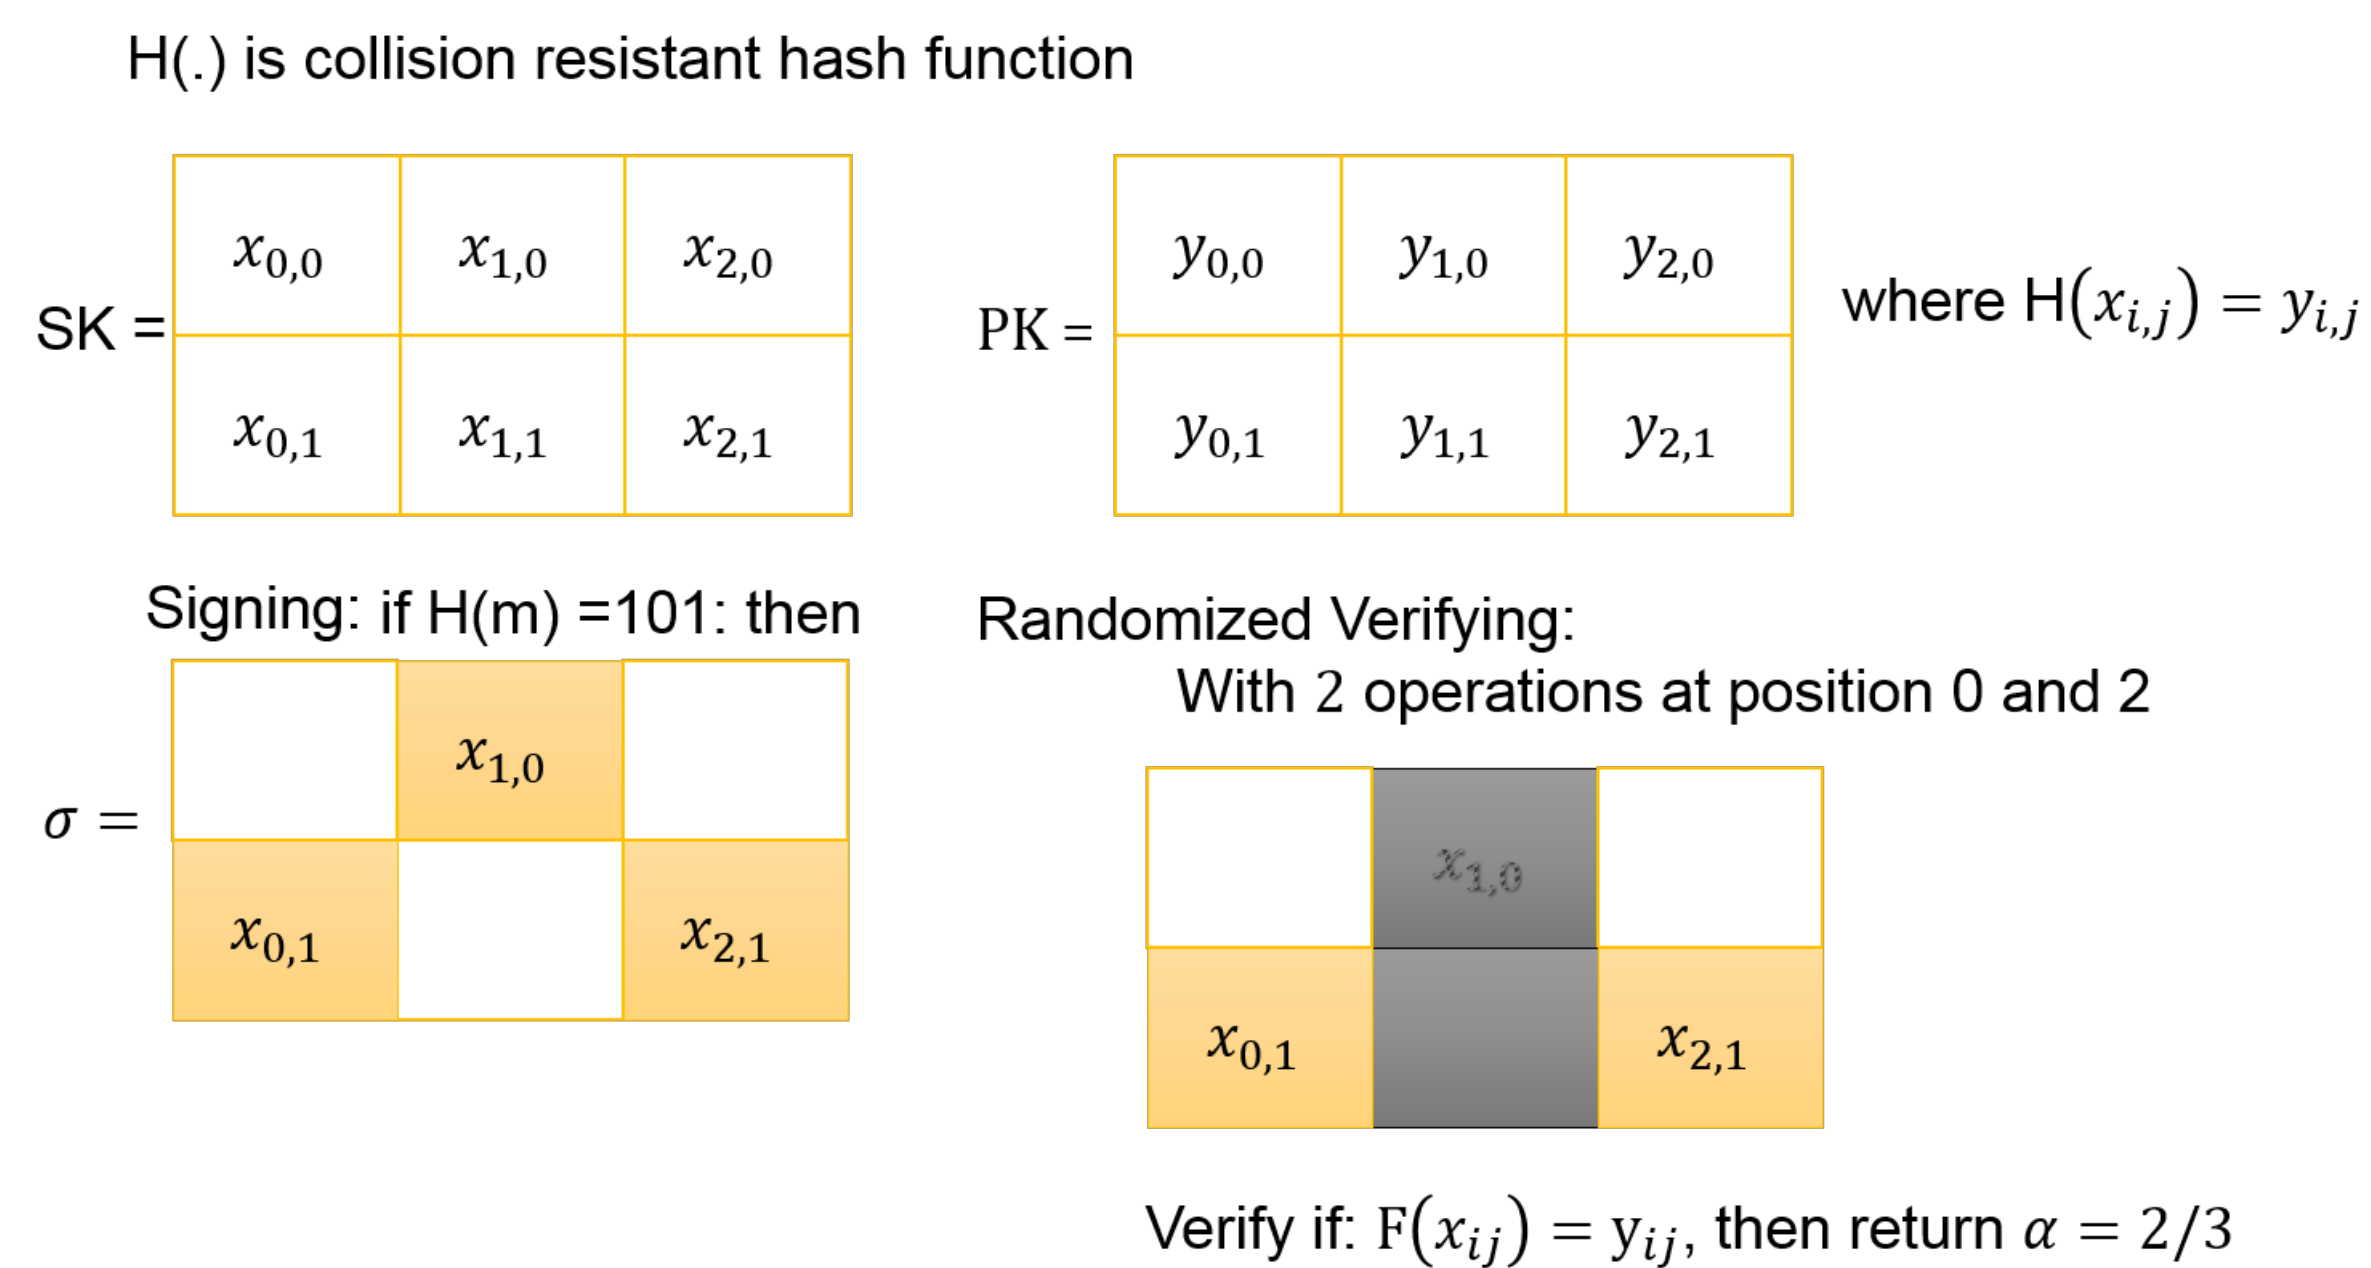 H(.) is collision resistant hash function
SK =
x₀,₀ x₁,₀ x₂,₀
x₀,₁ x₁,₁ x₂,₁
PK =
y₀,₀ y₁,₀ y₂,₀
y₀,₁ y₁,₁ y₂,₁
where H(xᵢ,ⱼ) = yᵢ,ⱼ
Signing: if H(m) =101: then
σ =
x₁,₀
x₀,₁ x₂,₁
Randomized Verifying:
With 2 operations at position 0 and 2
x₁,₀
x₀,₁ x₂,₁
Verify if: F(xᵢⱼ) = yᵢⱼ, then return α = 2/3